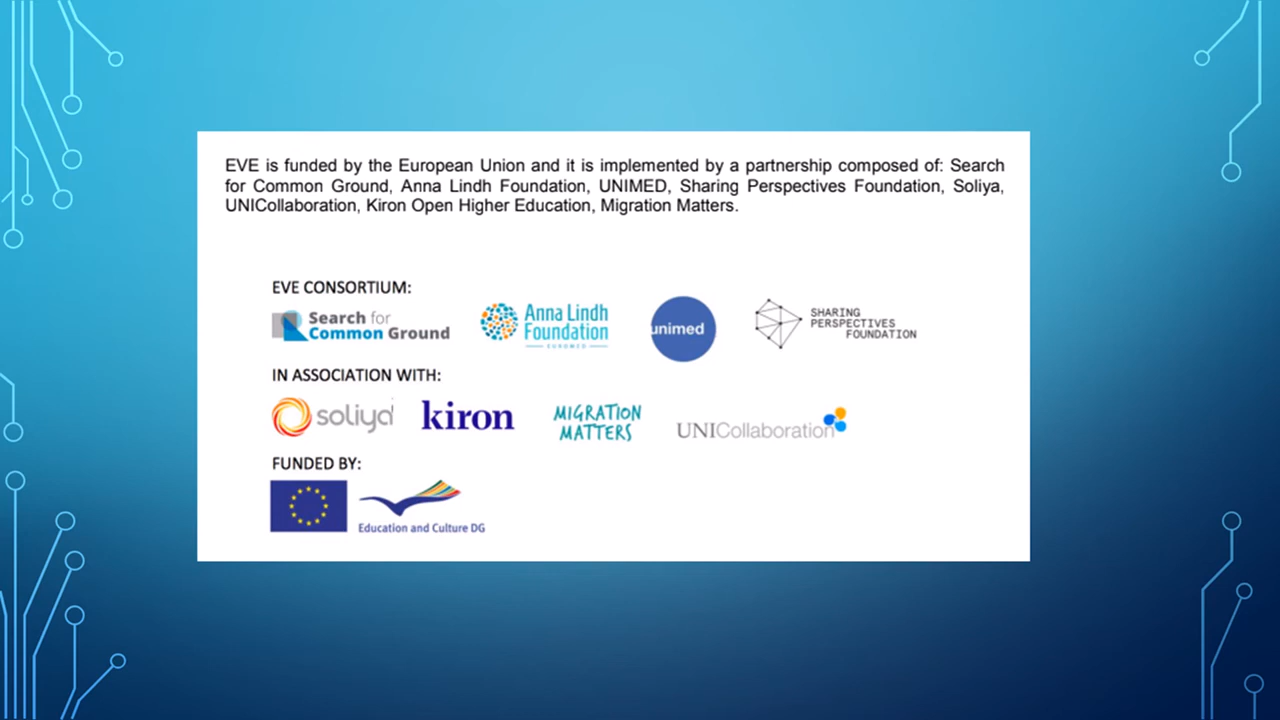 EVE is funded by the European Union and it is implemented by a partnership composed of: Search
for Common Ground, Anna Lindh Foundation, UNIMED, Sharing Perspectives Foundation, Soliya,
UNICollaboration, Kiron Open Higher Education, Migration Matters.
EVE CONSORTIUM:
Search for
Common Ground
Anna Lindh
Foundation
EUROMED
unimed
SHARING
PERSPECTIVES
FOUNDATION
IN ASSOCIATION WITH:
soliya
kiron
MIGRATION
MATTERS
UNICollaboration
FUNDED BY:
Education and Culture DG